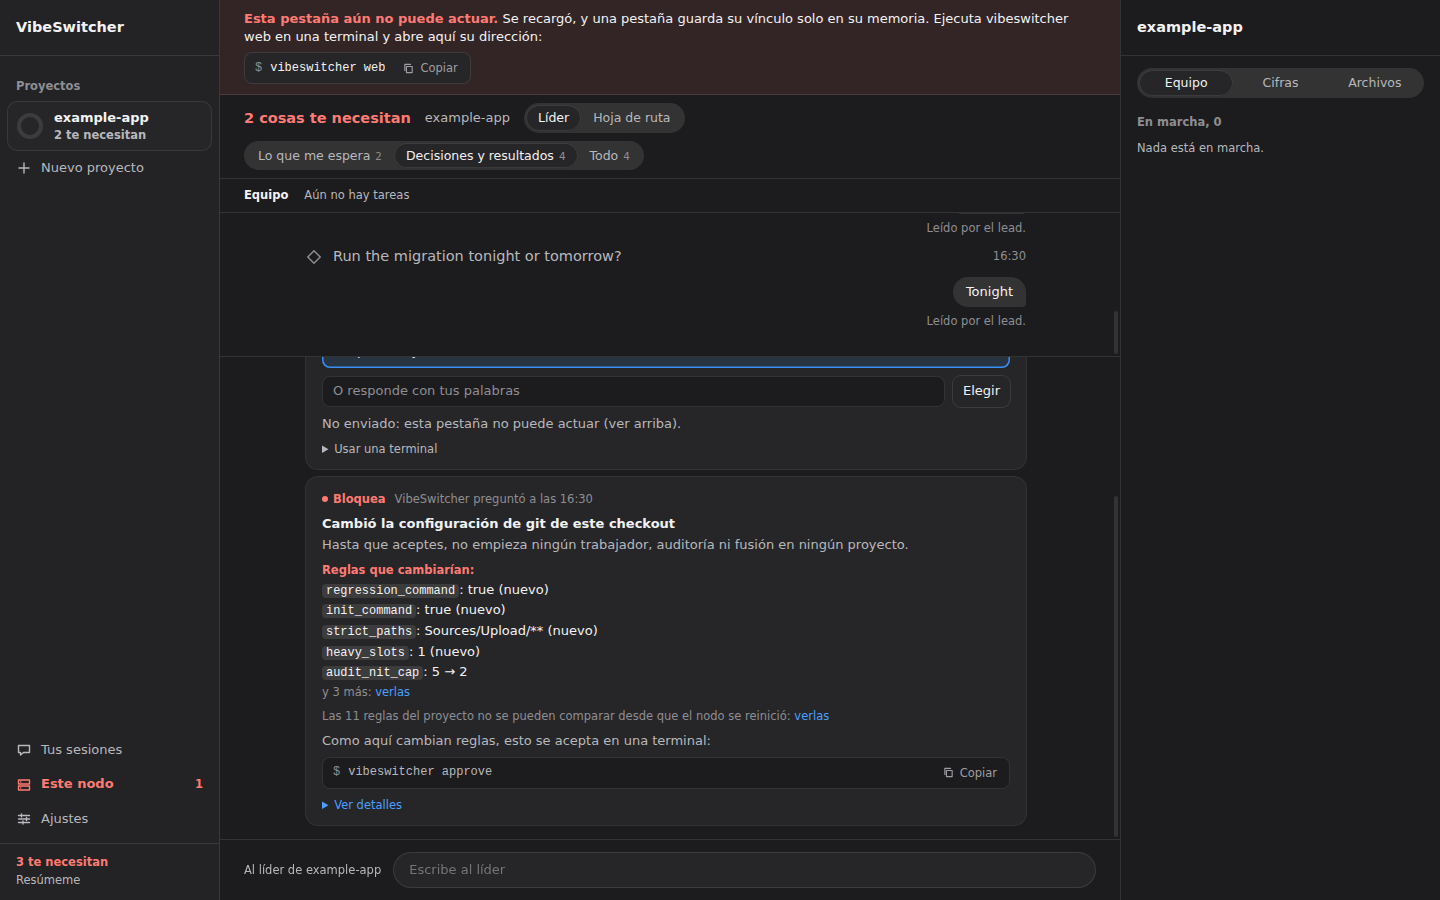 VibeSwitcher
Proyectos
example-app
2 te necesitan
Nuevo proyecto
Tus sesiones
Este nodo 1
Ajustes
3 te necesitan
Resúmeme
Esta pestaña aún no puede actuar. Se recargó, y una pestaña guarda su vínculo solo en su memoria. Ejecuta vibeswitcher
web en una terminal y abre aquí su dirección:
$ vibeswitcher web Copiar
2 cosas te necesitan example-app Líder Hoja de ruta
Lo que me espera 2 Decisiones y resultados 4 Todo 4
Equipo Aún no hay tareas
Leído por el lead.
Run the migration tonight or tomorrow? 16:30
Tonight
Leído por el lead.
O responde con tus palabras Elegir
No enviado: esta pestaña no puede actuar (ver arriba).
Usar una terminal
Bloquea VibeSwitcher preguntó a las 16:30
Cambió la configuración de git de este checkout
Hasta que aceptes, no empieza ningún trabajador, auditoría ni fusión en ningún proyecto.
Reglas que cambiarían:
regression_command: true (nuevo)
init_command: true (nuevo)
strict_paths: Sources/Upload/** (nuevo)
heavy_slots: 1 (nuevo)
audit_nit_cap: 5 → 2
y 3 más: verlas
Las 11 reglas del proyecto no se pueden comparar desde que el nodo se reinició: verlas
Como aquí cambian reglas, esto se acepta en una terminal:
$ vibeswitcher approve Copiar
Ver detalles
Al líder de example-app Escribe al líder
example-app
Equipo Cifras Archivos
En marcha, 0
Nada está en marcha.